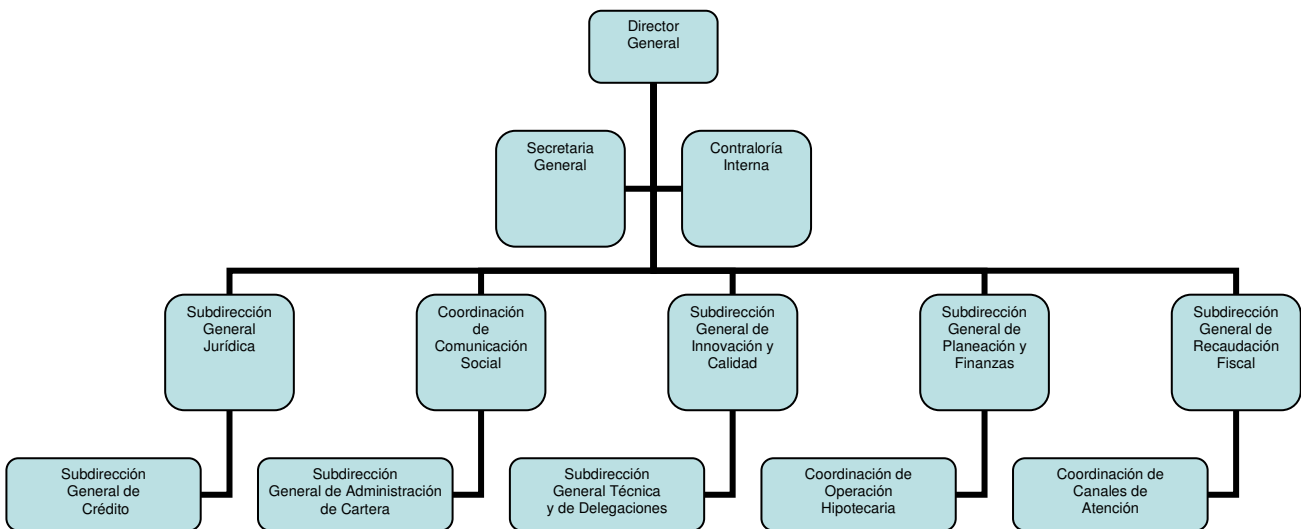 Director
General
Secretaria
General
Contraloría
Interna
Subdirección
General
Jurídica
Coordinación
de
Comunicación
Social
Subdirección
General de
Innovación y
Calidad
Subdirección
General de
Planeación y
Finanzas
Subdirección
General de
Recaudación
Fiscal
Subdirección
General de
Crédito
Subdirección
General de Administración
de Cartera
Subdirección
General Técnica
y de Delegaciones
Coordinación de
Operación
Hipotecaria
Coordinación de
Canales de
Atención